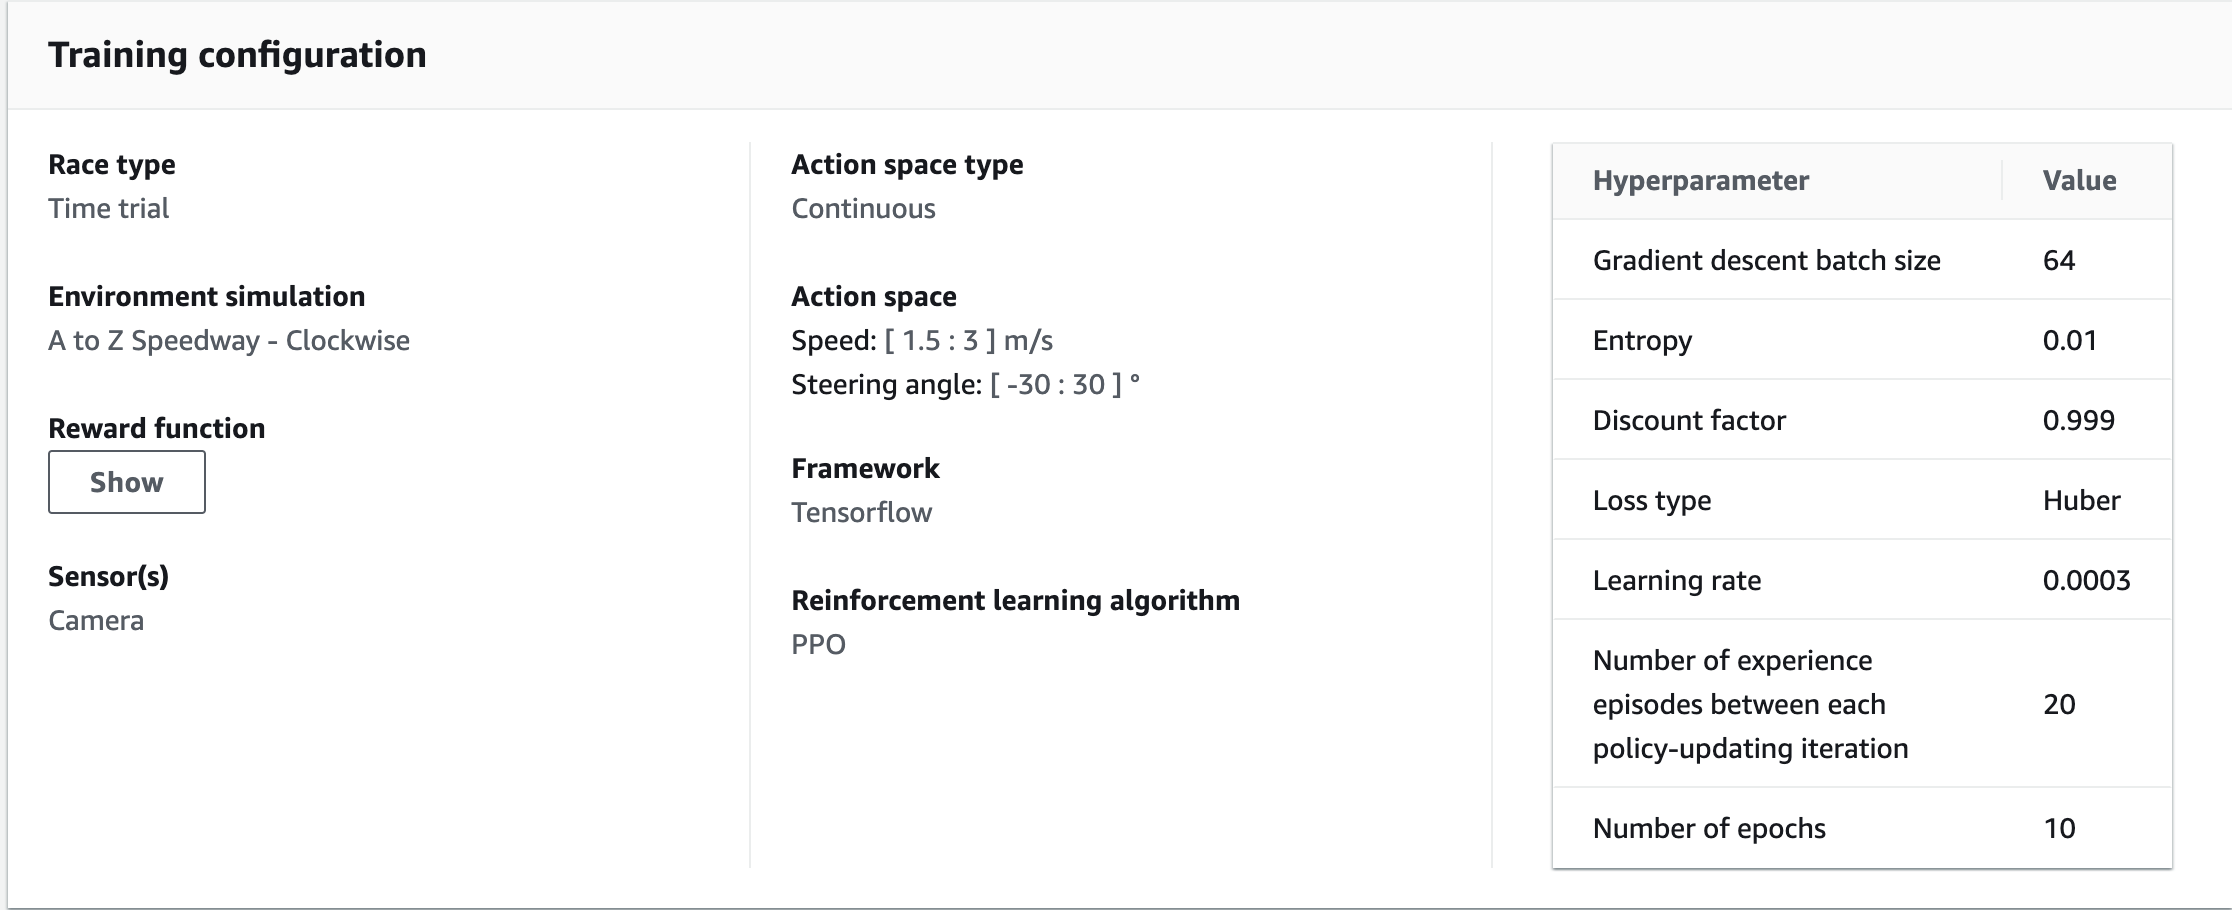 Training configuration
Race type
Time trial
Environment simulation
A to Z Speedway - Clockwise
Reward function
Show
Sensor(s)
Camera
Action space type
Continuous
Action space
Speed: [ 1.5 : 3 ] m/s
Steering angle: [ -30 : 30 ] °
Framework
Tensorflow
Reinforcement learning algorithm
PPO
Hyperparameter Value
Gradient descent batch size 64
Entropy 0.01
Discount factor 0.999
Loss type Huber
Learning rate 0.0003
Number of experience
episodes between each 20
policy-updating iteration
Number of epochs 10